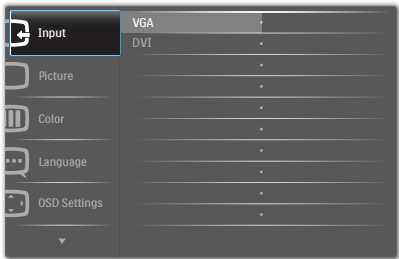 Input
VGA
DVI
Picture
Color
Language
OSD Settings